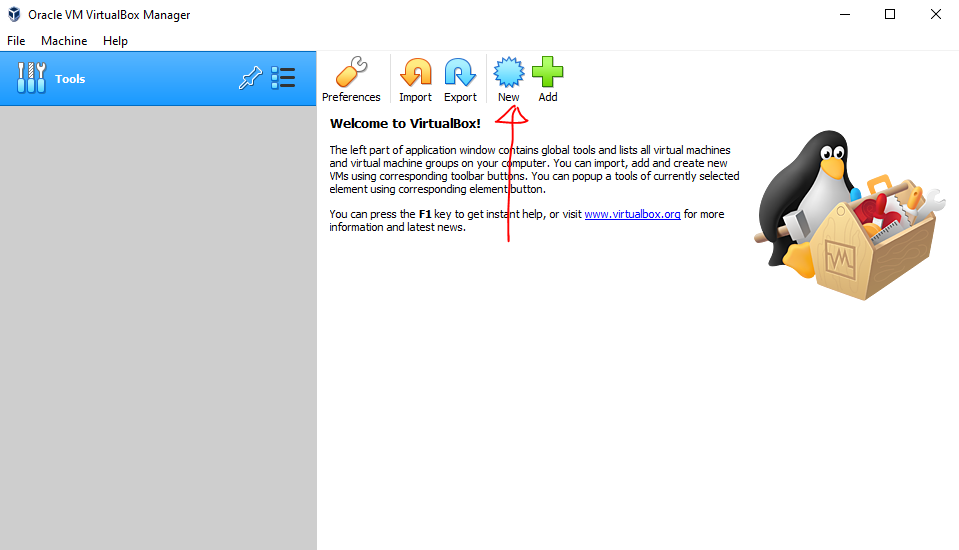 Oracle VM VirtualBox Manager
File Machine Help
Tools
Preferences Import Export New Add
Welcome to VirtualBox!
The left part of application window contains global tools and lists all virtual machines
and virtual machine groups on your computer. You can import, add and create new
VMs using corresponding toolbar buttons. You can popup a tools of currently selected
element using corresponding element button.
You can press the F1 key to get instant help, or visit www.virtualbox.org for more
information and latest news.